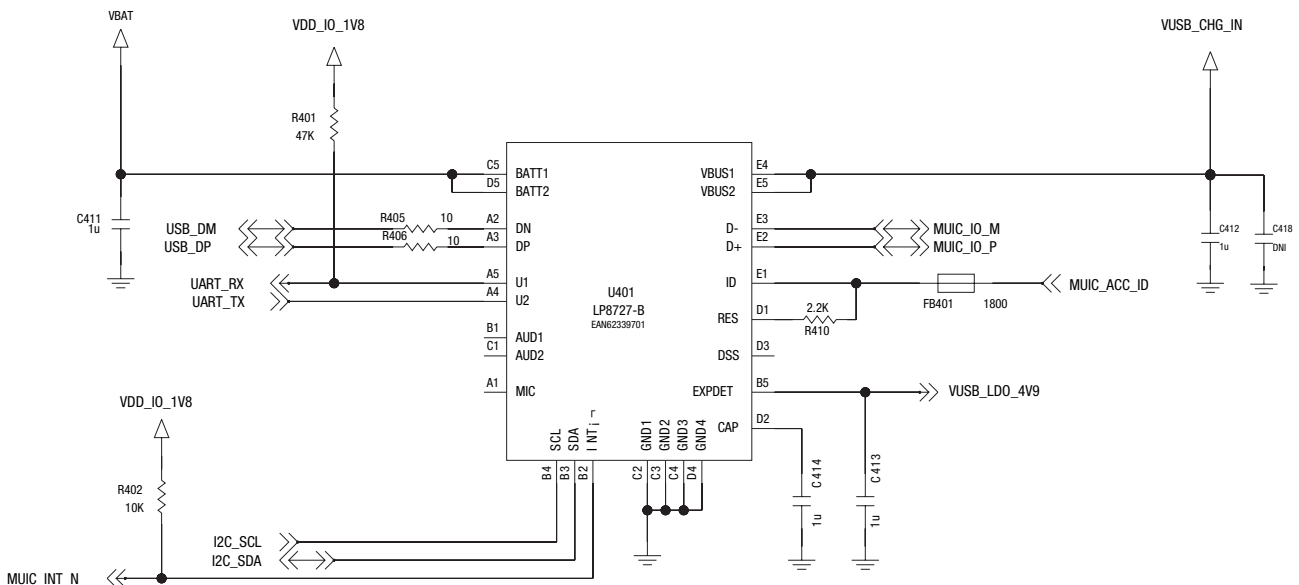 VBAT
VDD_IO_1V8
VUSB_CHG_IN
R401
47K
C5 BATT1
D5 BATT2
VBUS1 E4
VBUS2 E5
C411
1u
USB_DM
R405 10
A2 DN
USB_DP
R406 10
A3 DP
D- E3
MUIC_IO_M
D+ E2
MUIC_IO_P
C412
1u
C418
DNI
UART_RX
A5 U1
UART_TX
A4 U2
U401
LP8727-B
EAN62339701
ID E1
FB401 1800
MUIC_ACC_ID
RES D1
2.2K
R410
B1 AUD1
C1 AUD2
DSS D3
A1 MIC
EXPDET B5
VUSB_LDO_4V9
CAP D2
VDD_IO_1V8
SCL
SDA
INT
GND1
GND2
GND3
GND4
B4
B3
B2
C2
C3
C4
D4
C414
1u
C413
1u
R402
10K
I2C_SCL
I2C_SDA
MUIC_INT_N